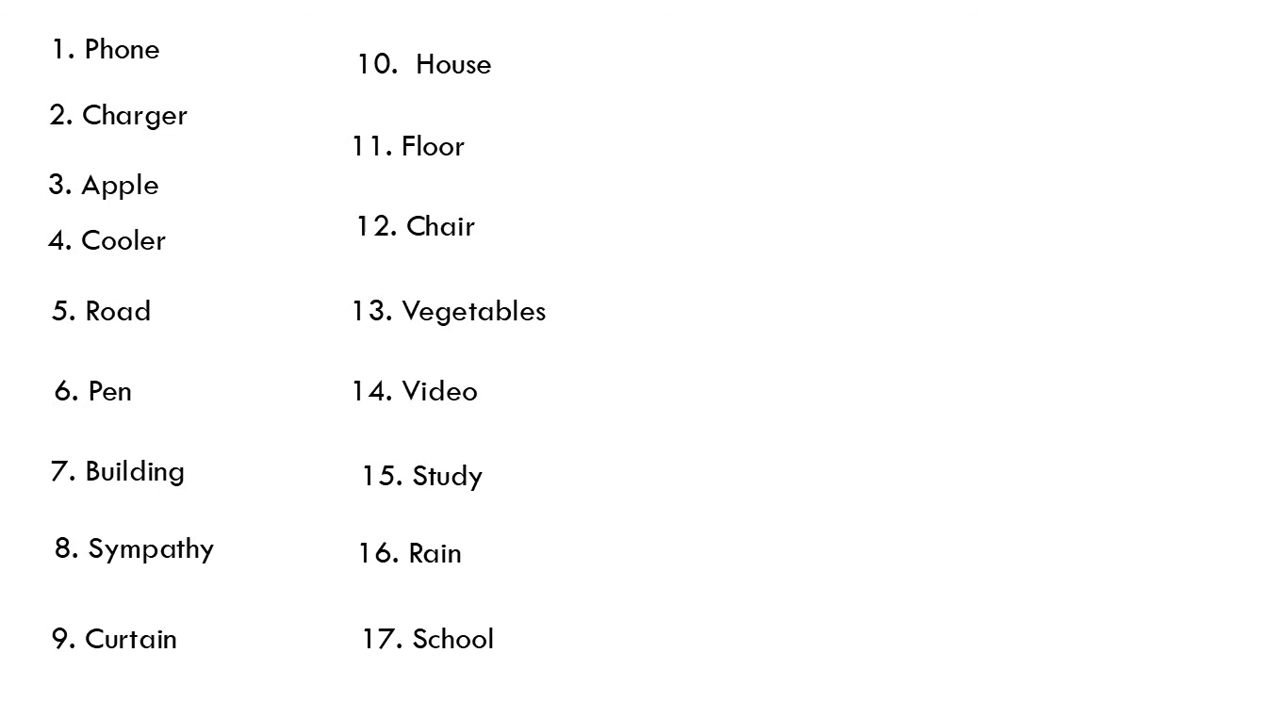 1. Phone
2. Charger
3. Apple
4. Cooler
5. Road
6. Pen
7. Building
8. Sympathy
9. Curtain
10. House
11. Floor
12. Chair
13. Vegetables
14. Video
15. Study
16. Rain
17. School